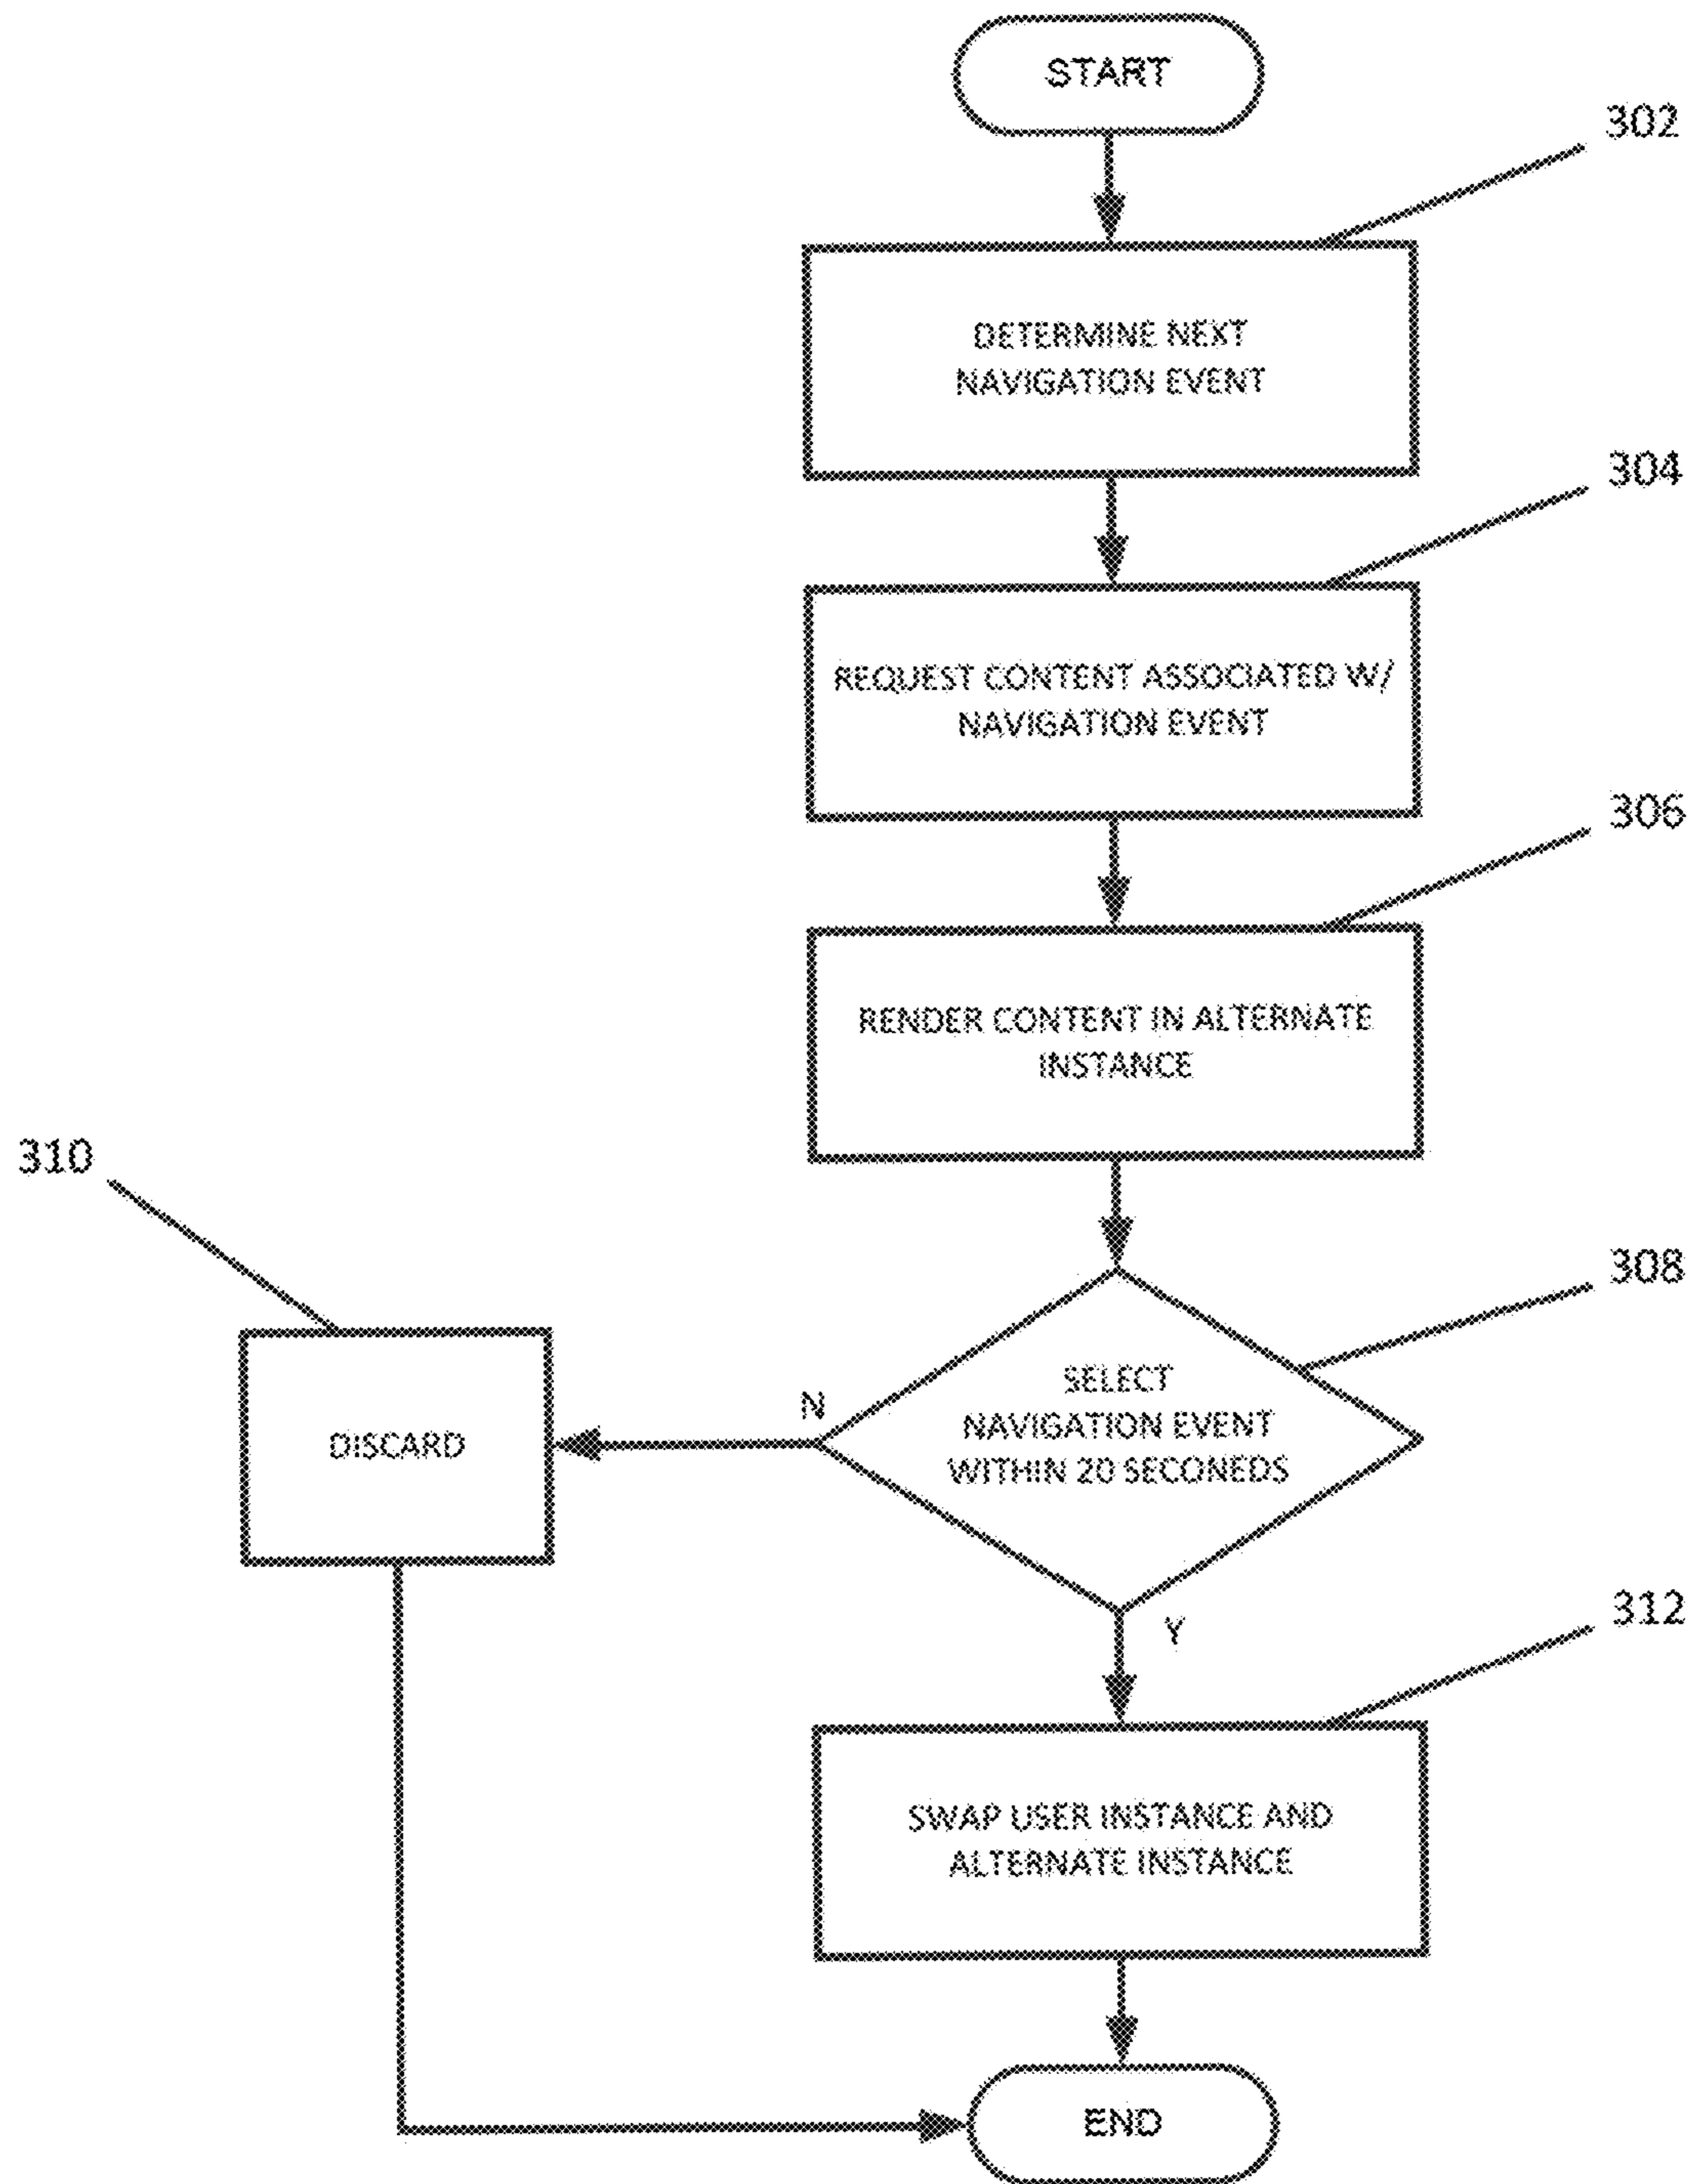 START
302
DETERMINE NEXT
NAVIGATION EVENT
304
REQUEST CONTENT ASSOCIATED W/
NAVIGATION EVENT
306
RENDER CONTENT IN ALTERNATE
INSTANCE
310
308
SELECT
NAVIGATION EVENT
WITHIN 20 SECONEDS
N
DISCARD
Y
312
SWAP USER INSTANCE AND
ALTERNATE INSTANCE
END